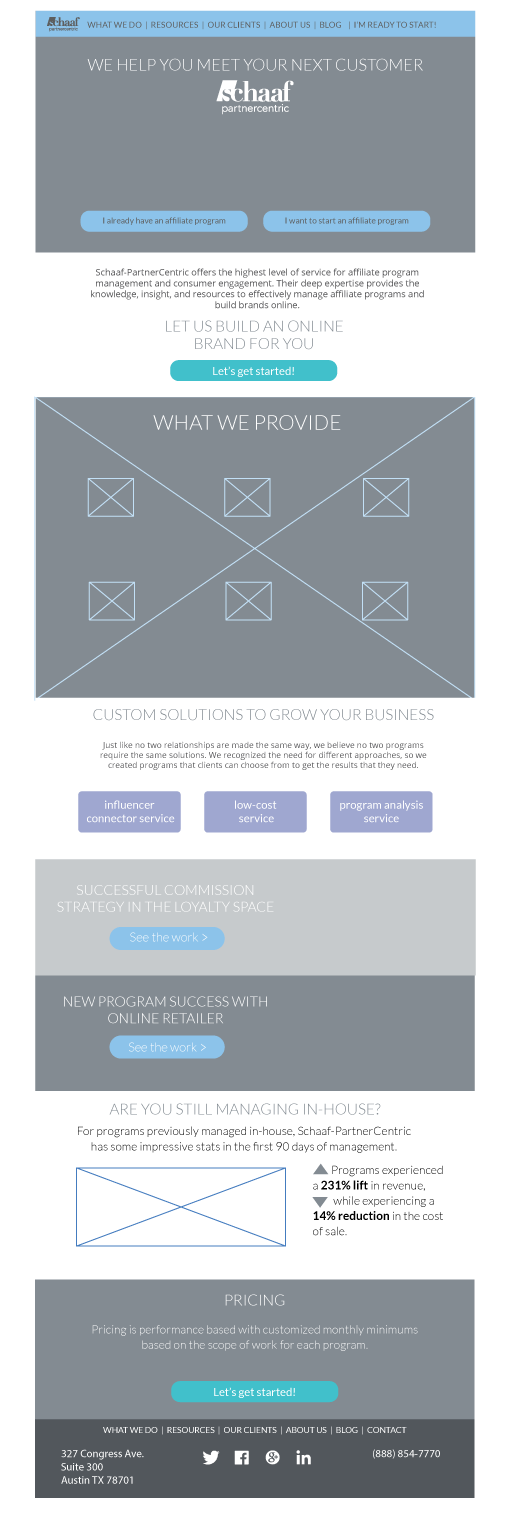 schaaf
partnercentric
WHAT WE DO | RESOURCES | OUR CLIENTS | ABOUT US | BLOG | I'M READY TO START!
WE HELP YOU MEET YOUR NEXT CUSTOMER
schaaf
partnercentric
I already have an affiliate program
I want to start an affiliate program
Schaaf-PartnerCentric offers the highest level of service for affiliate program
management and consumer engagement. Their deep expertise provides the
knowledge, insight, and resources to effectively manage affiliate programs and
build brands online.
LET US BUILD AN ONLINE
BRAND FOR YOU
Let's get started!
WHAT WE PROVIDE
CUSTOM SOLUTIONS TO GROW YOUR BUSINESS
Just like no two relationships are made the same way, we believe no two programs
require the same solutions. We recognized the need for different approaches, so we
created programs that clients can choose from to get the results that they need.
influencer
connector service
low-cost
service
program analysis
service
SUCCESSFUL COMMISSION
STRATEGY IN THE LOYALTY SPACE
See the work >
NEW PROGRAM SUCCESS WITH
ONLINE RETAILER
See the work >
ARE YOU STILL MANAGING IN-HOUSE?
For programs previously managed in-house, Schaaf-PartnerCentric
has some impressive stats in the first 90 days of management.
Programs experienced
a 231% lift in revenue,
while experiencing a
14% reduction in the cost
of sale.
PRICING
Pricing is performance based with customized monthly minimums
based on the scope of work for each program.
Let's get started!
WHAT WE DO | RESOURCES | OUR CLIENTS | ABOUT US | BLOG | CONTACT
327 Congress Ave.
Suite 300
Austin TX 78701
(888) 854-7770